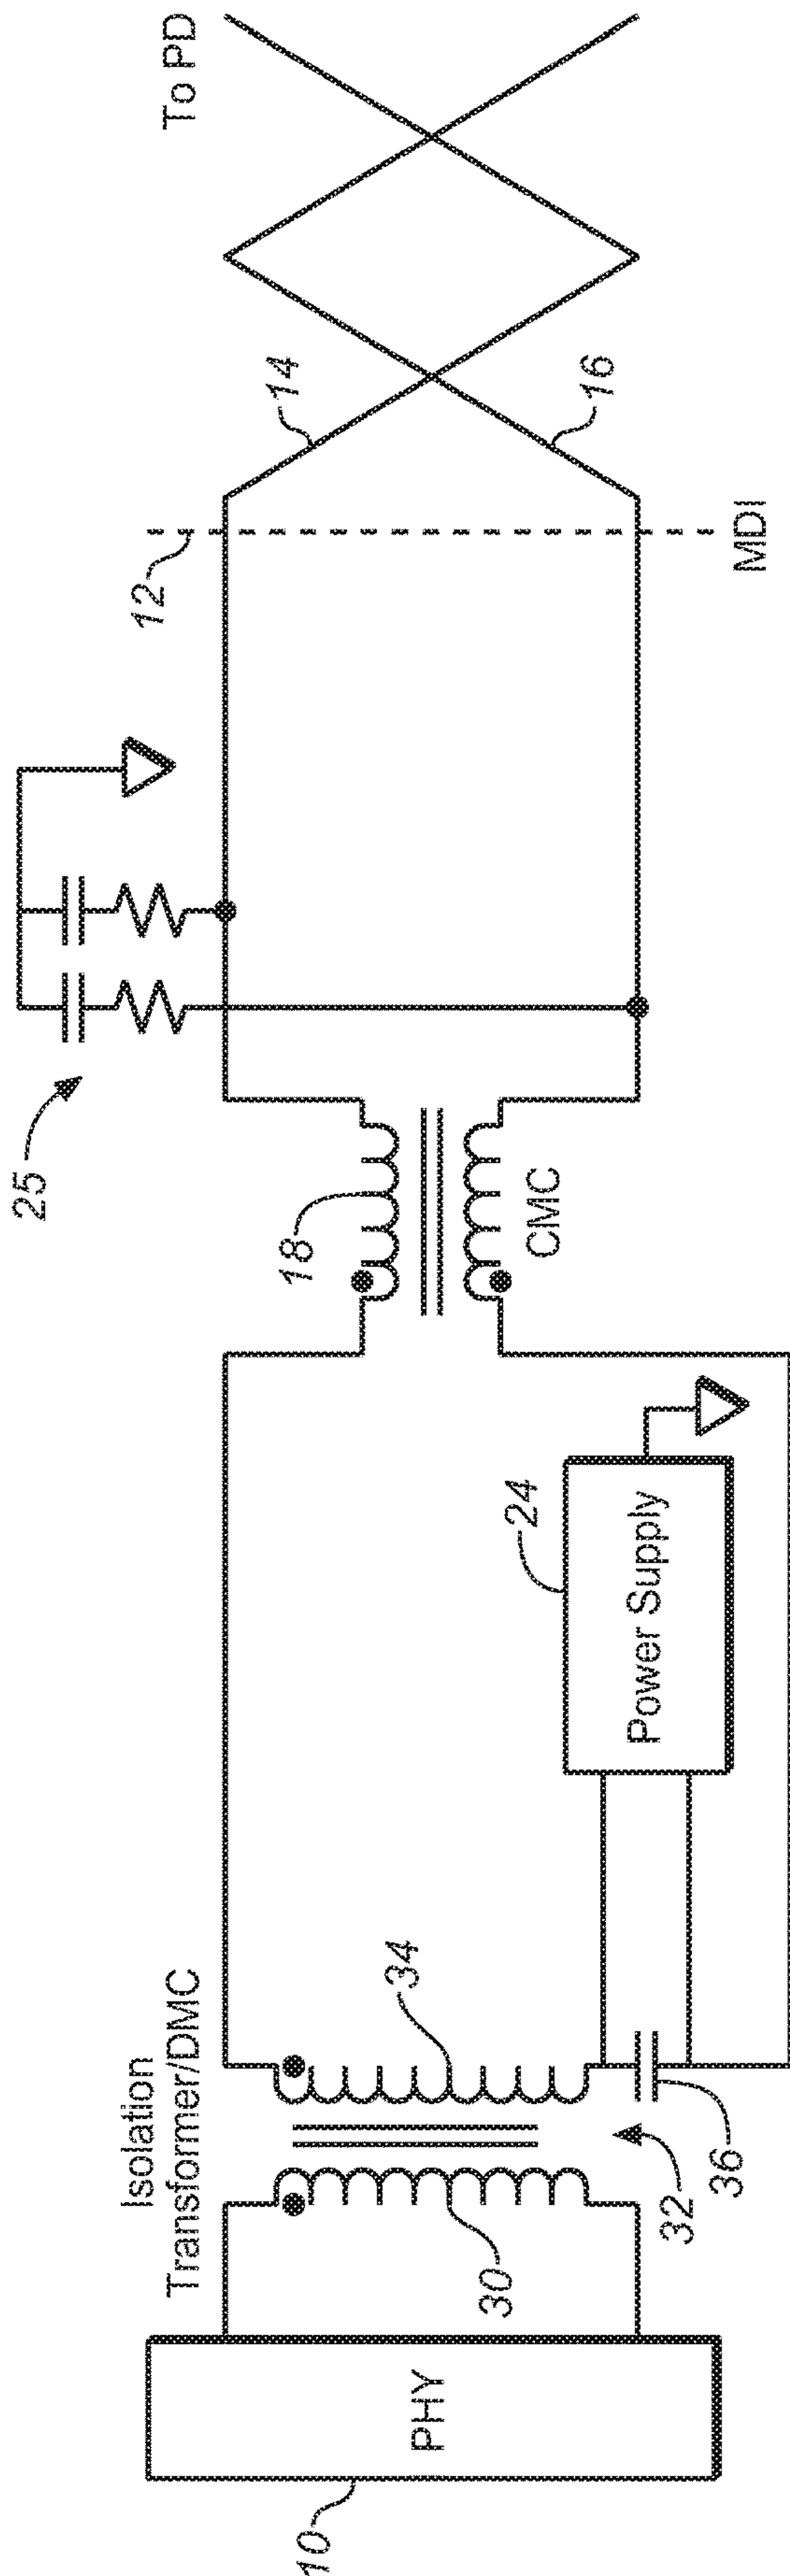 To PD
14
16
12
MDI
25
18
CMC
24
Power Supply
Isolation
Transformer/DMC
34
36
32
30
PHY
10